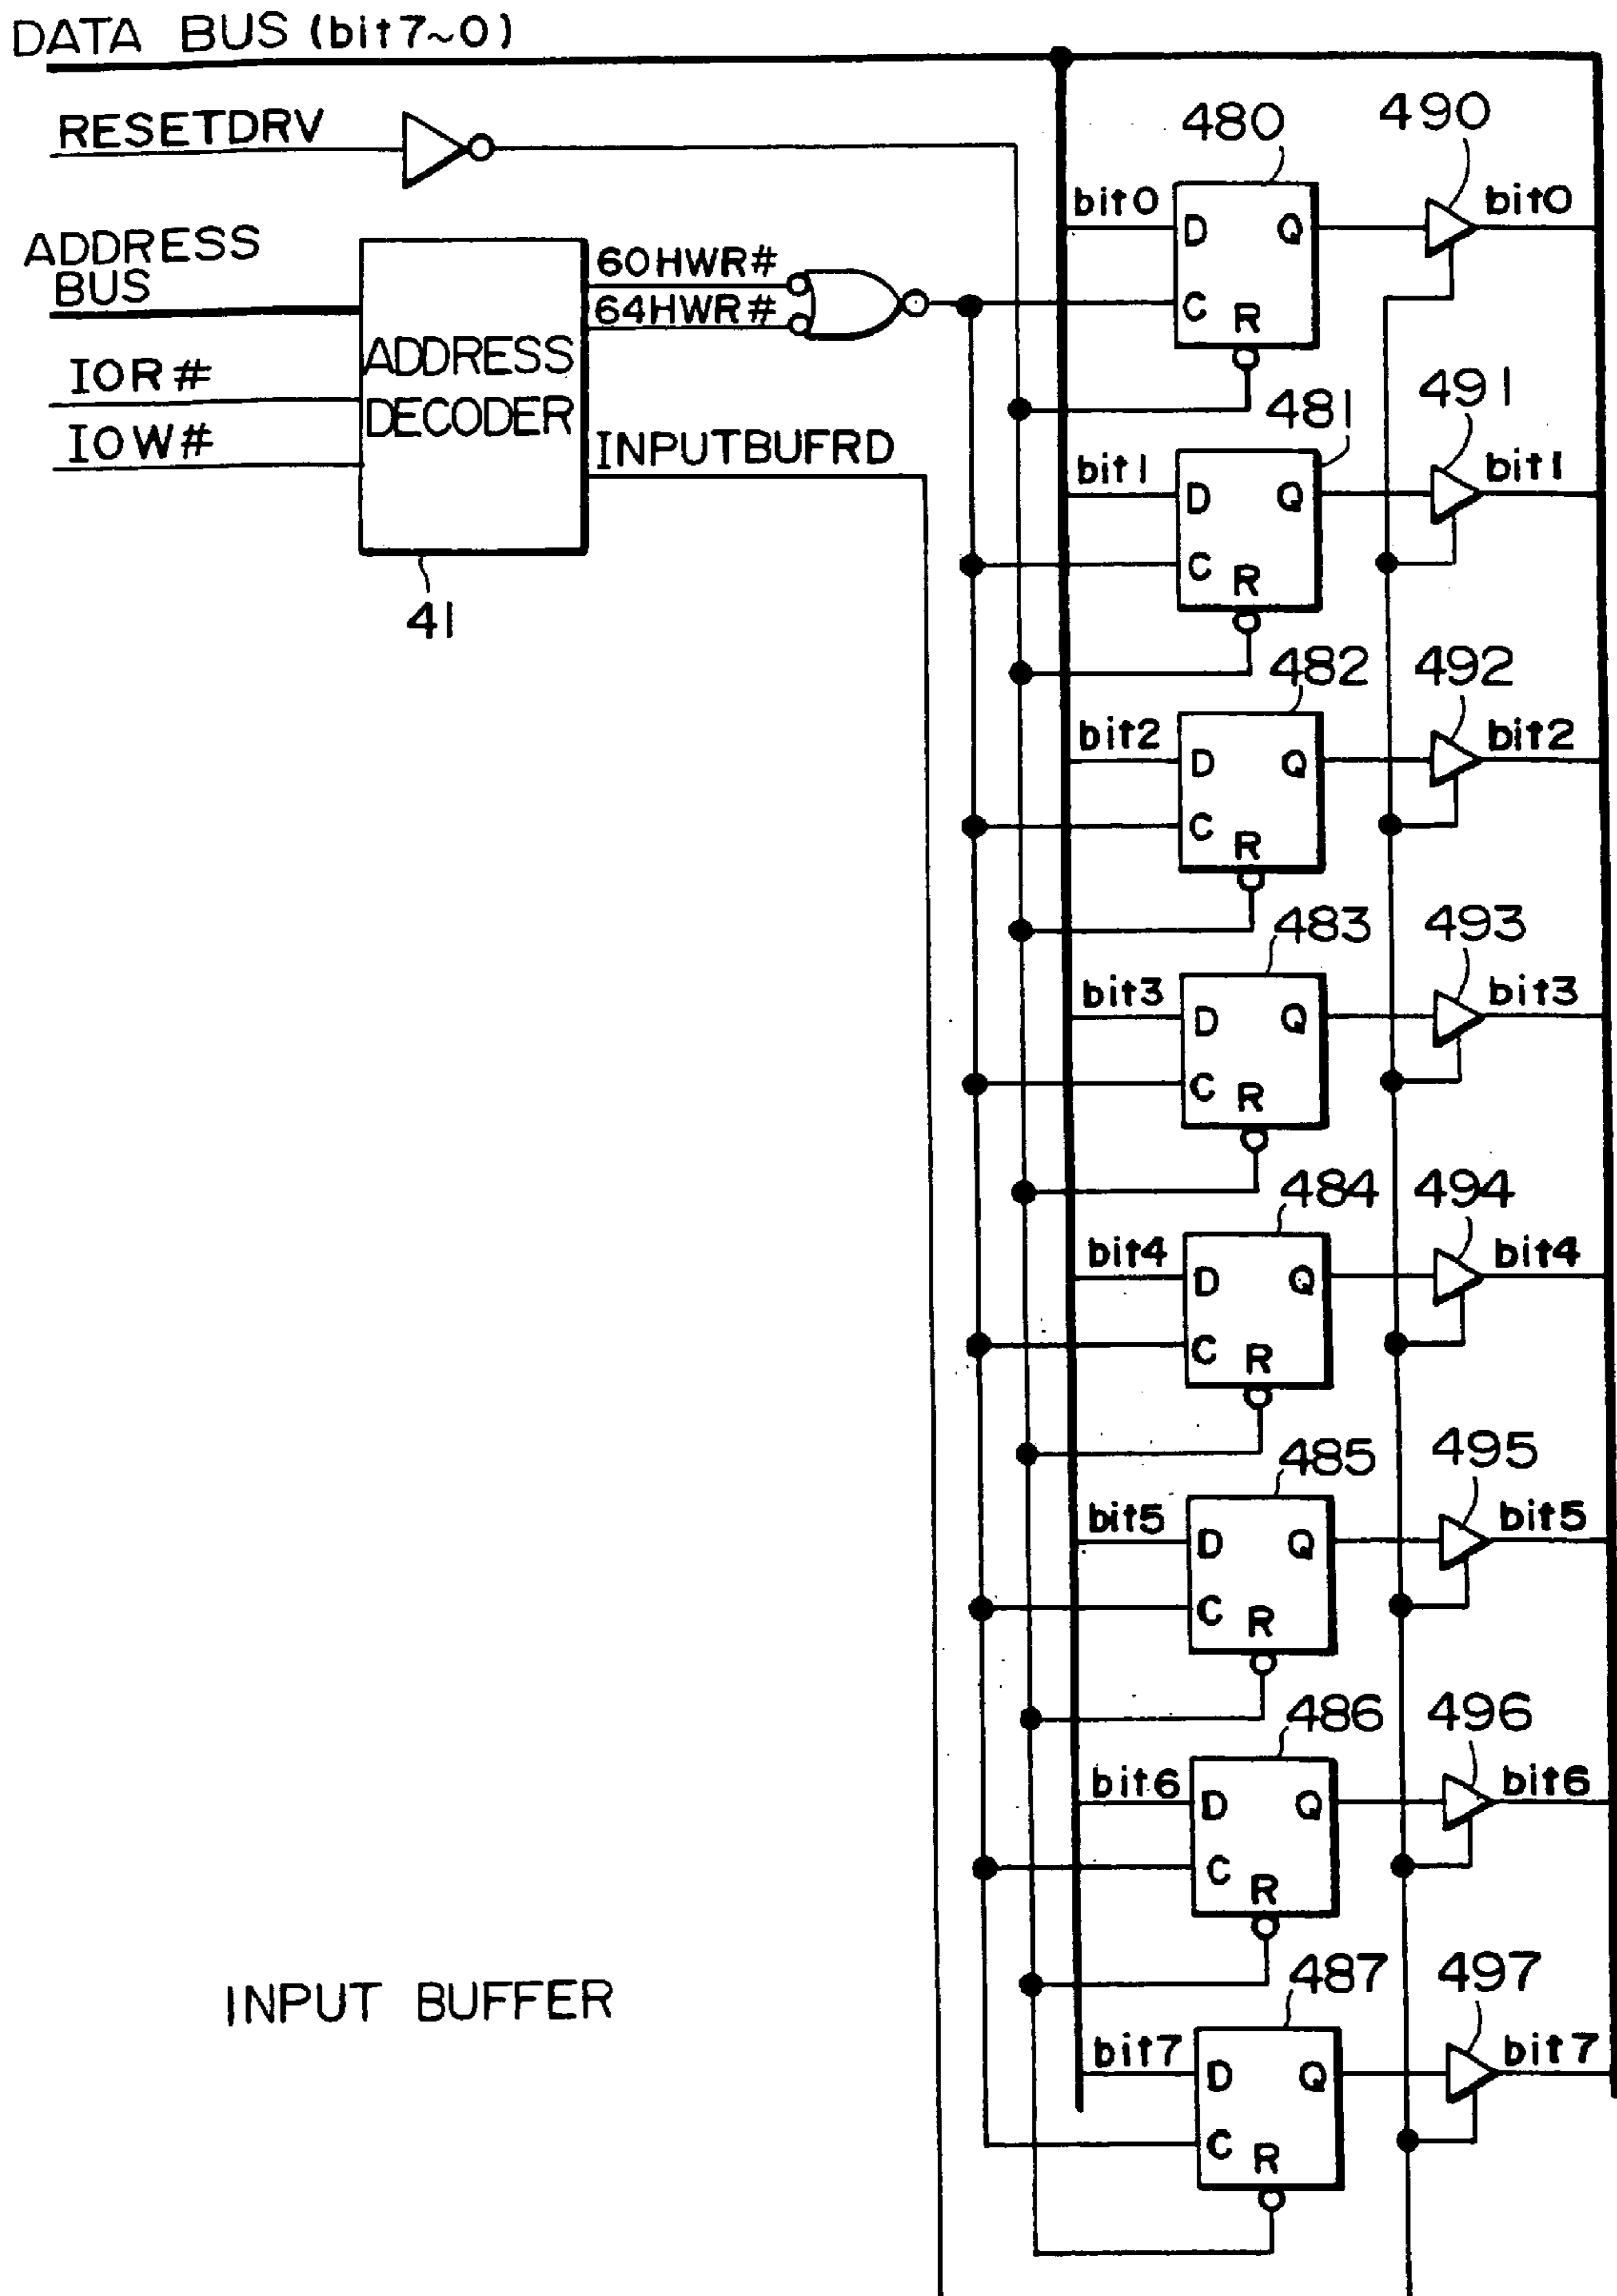 DATA BUS (bit7~0)
RESETDRV
ADDRESS
BUS
IOR#
IOW#
ADDRESS
DECODER
41
60HWR#
64HWR#
INPUTBUFRD
480
490
bit0
D
Q
C
R
bit0
481
491
bit1
D
Q
C
R
bit1
482
492
bit2
D
Q
C
R
bit2
483
493
bit3
D
Q
C
R
bit3
484
494
bit4
D
Q
C
R
bit4
485
495
bit5
D
Q
C
R
bit5
486
496
bit6
D
Q
C
R
bit6
487
497
bit7
D
Q
C
R
bit7
INPUT BUFFER